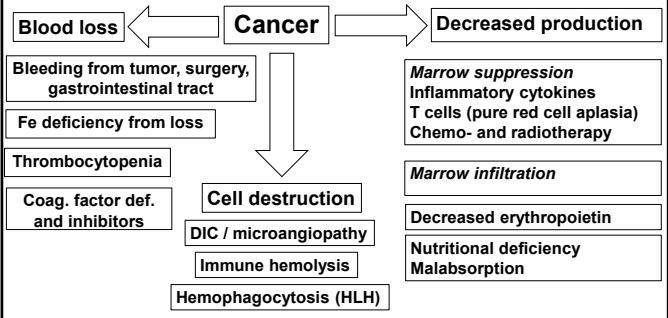 Cancer
Blood loss
Bleeding from tumor, surgery,
gastrointestinal tract
Fe deficiency from loss
Thrombocytopenia
Coag. factor def.
and inhibitors
Cell destruction
DIC / microangiopathy
Immune hemolysis
Hemophagocytosis (HLH)
Decreased production
Marrow suppression
Inflammatory cytokines
T cells (pure red cell aplasia)
Chemo- and radiotherapy
Marrow infiltration
Decreased erythropoietin
Nutritional deficiency
Malabsorption